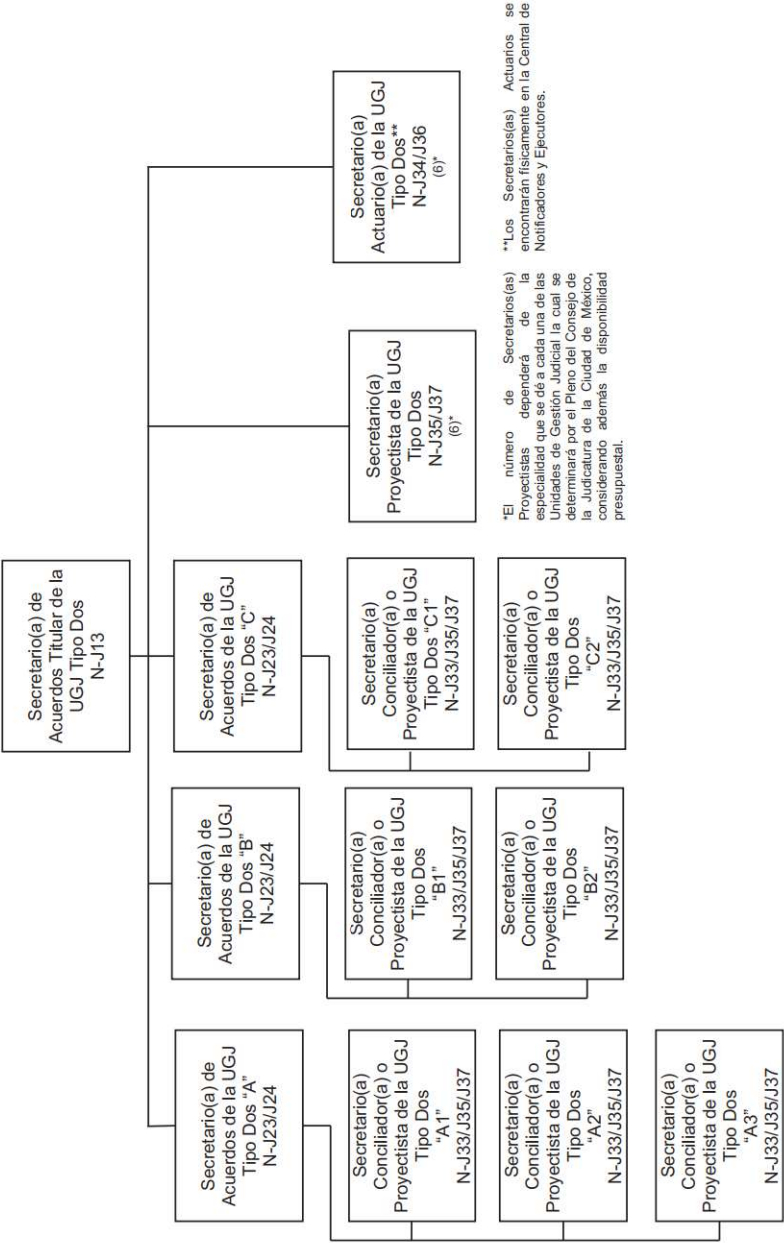 Secretario(a) de
Acuerdos Titular de la
UGJ Tipo Dos
N-J13
Secretario(a) de
Acuerdos de la UGJ
Tipo Dos “A”
N-J23/J24
Secretario(a)
Conciliador(a) o
Proyectista de la UGJ
Tipo Dos
“A1”
N-J33/J35/J37
Secretario(a)
Conciliador(a) o
Proyectista de la UGJ
Tipo Dos
“A2”
N-J33/J35/J37
Secretario(a)
Conciliador(a) o
Proyectista de la UGJ
Tipo Dos
“A3”
N-J33/J35/J37
Secretario(a) de
Acuerdos de la UGJ
Tipo Dos “B”
N-J23/J24
Secretario(a)
Conciliador(a) o
Proyectista de la UGJ
Tipo Dos
“B1”
N-J33/J35/J37
Secretario(a)
Conciliador(a) o
Proyectista de la UGJ
Tipo Dos
“B2”
N-J33/J35/J37
Secretario(a) de
Acuerdos de la UGJ
Tipo Dos “C”
N-J23/J24
Secretario(a)
Conciliador(a) o
Proyectista de la UGJ
Tipo Dos “C1”
N-J33/J35/J37
Secretario(a)
Conciliador(a) o
Proyectista de la UGJ
Tipo Dos
“C2”
N-J33/J35/J37
Secretario(a)
Proyectista de la UGJ
Tipo Dos
N-J35/J37
(6)*
Secretario(a)
Actuario(a) de la UGJ
Tipo Dos**
N-J34/J36
(6)*
*El número de Secretarios(as)
Proyectistas dependerá de la
especialidad que se dé a cada una de las
Unidades de Gestión Judicial la cual se
determinará por el Pleno del Consejo de
la Judicatura de la Ciudad de México,
considerando además la disponibilidad
presupuestal.
**Los Secretarios(as) Actuarios se
encontrarán físicamente en la Central de
Notificadores y Ejecutores.